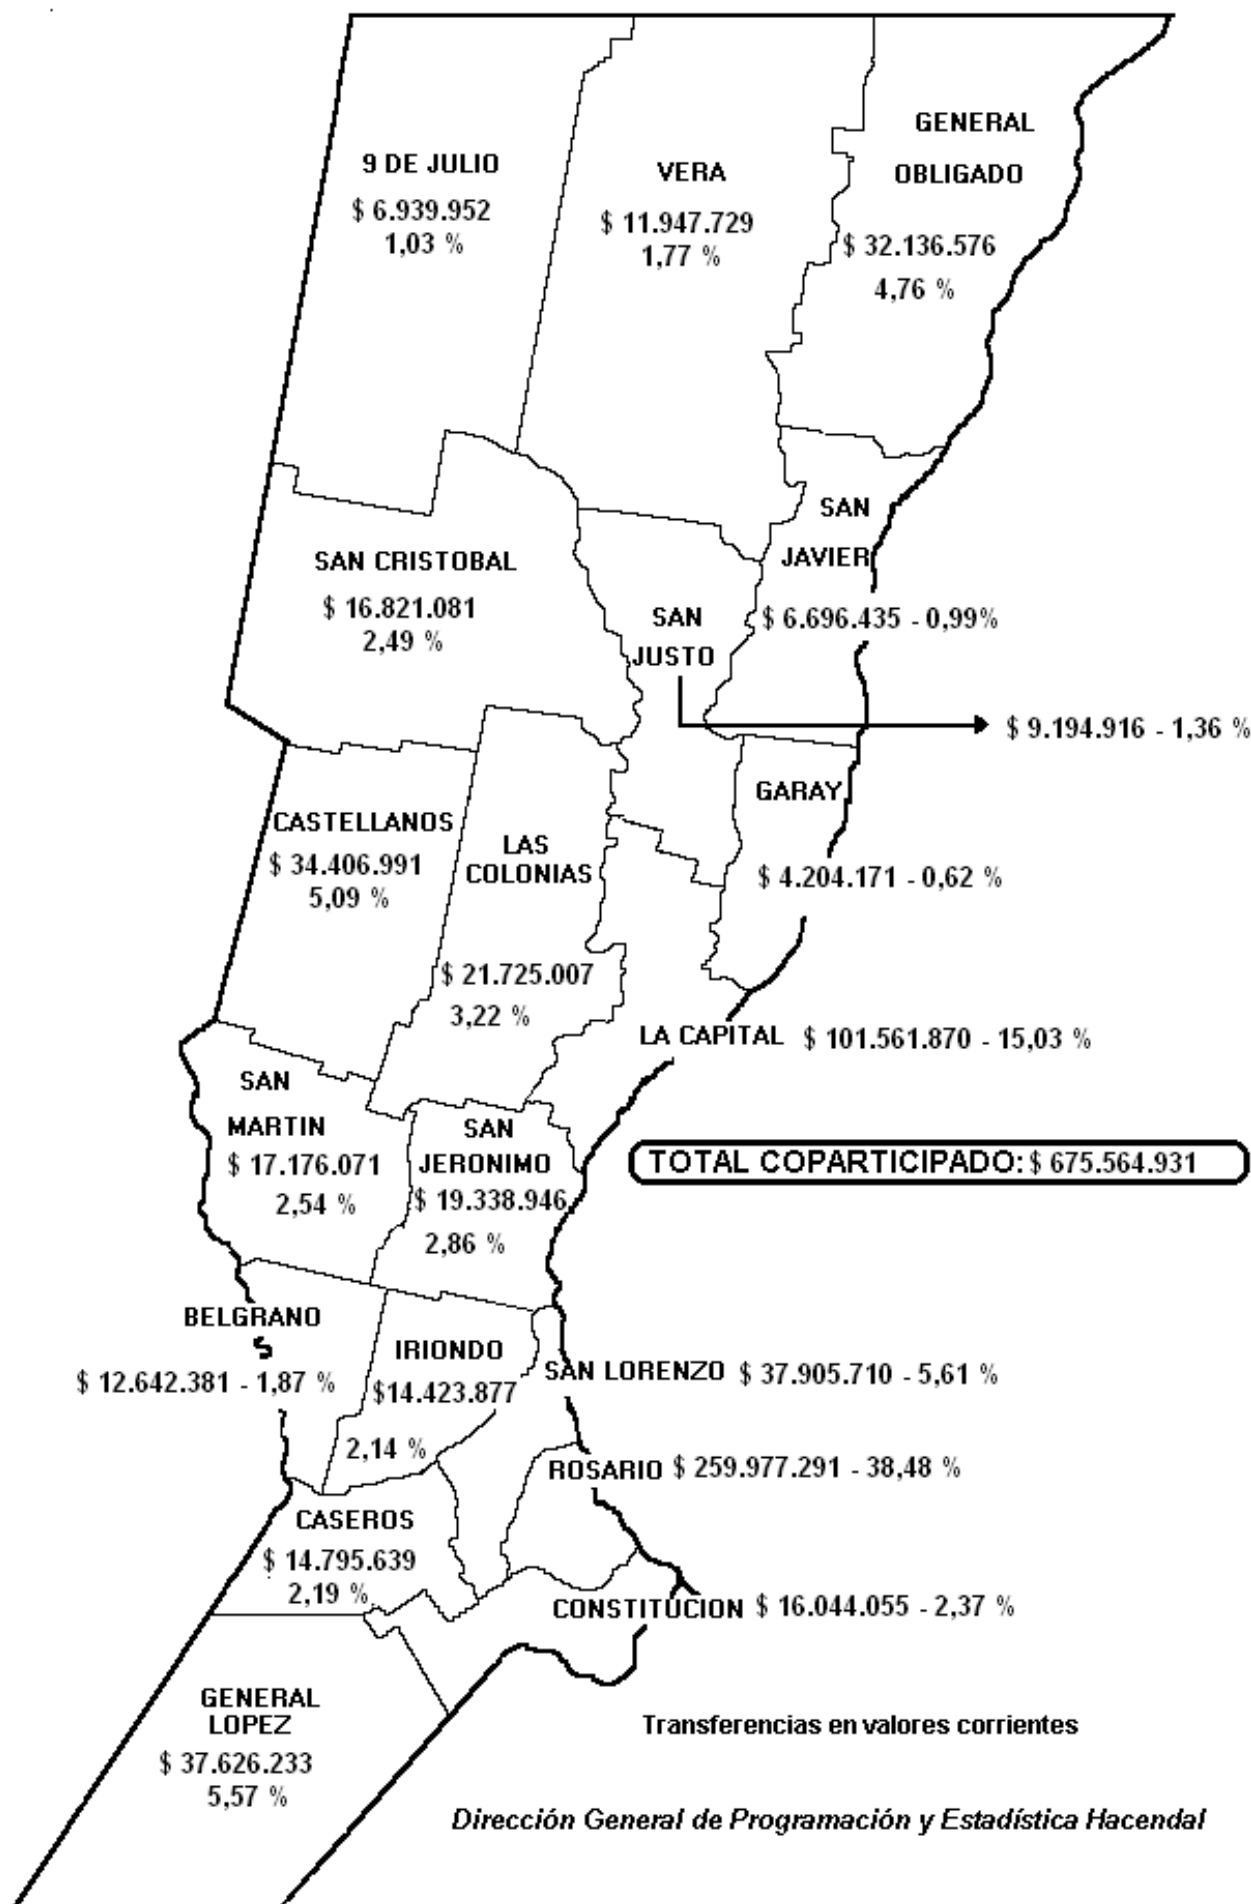 9 DE JULIO
$ 6.939.952
1,03 %
VERA
$ 11.947.729
1,77 %
GENERAL
OBLIGADO
$ 32.136.576
4,76 %
SAN CRISTOBAL
$ 16.821.081
2,49 %
SAN
JUSTO
$ 9.194.916 - 1,36 %
SAN
JAVIER
$ 6.696.435 - 0,99%
CASTELLANOS
$ 34.406.991
5,09 %
LAS
COLONIAS
$ 21.725.007
3,22 %
GARAY
$ 4.204.171 - 0,62 %
LA CAPITAL $ 101.561.870 - 15,03 %
SAN
MARTIN
$ 17.176.071
2,54 %
SAN
JERONIMO
$ 19.338.946
2,86 %
TOTAL COPARTICIPADO: $ 675.564.931
BELGRANO
$ 12.642.381 - 1,87 %
IRIONDO
$14.423.877
2,14 %
SAN LORENZO $ 37.905.710 - 5,61 %
ROSARIO $ 259.977.291 - 38,48 %
CASEROS
$ 14.795.639
2,19 %
CONSTITUCION $ 16.044.055 - 2,37 %
GENERAL
LOPEZ
$ 37.626.233
5,57 %
Transferencias en valores corrientes
Dirección General de Programación y Estadística Hacendal